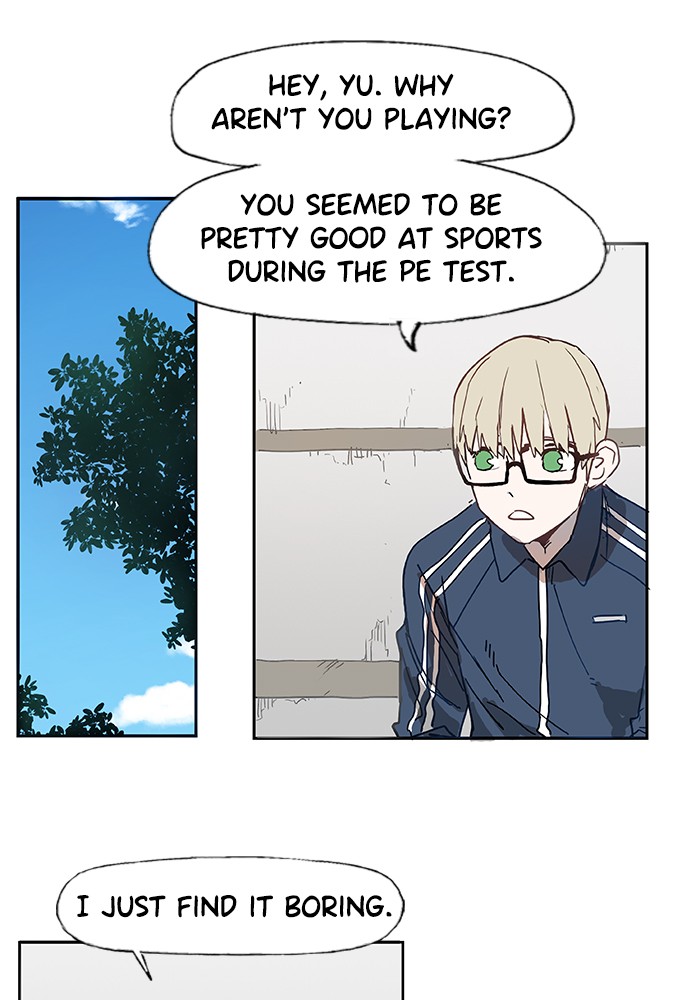 HEY, YU. WHY
AREN'T YOU PLAYING?
YOU SEEMED TO BE
PRETTY GOOD AT SPORTS
DURING THE PE TEST.
I JUST FIND IT BORING.